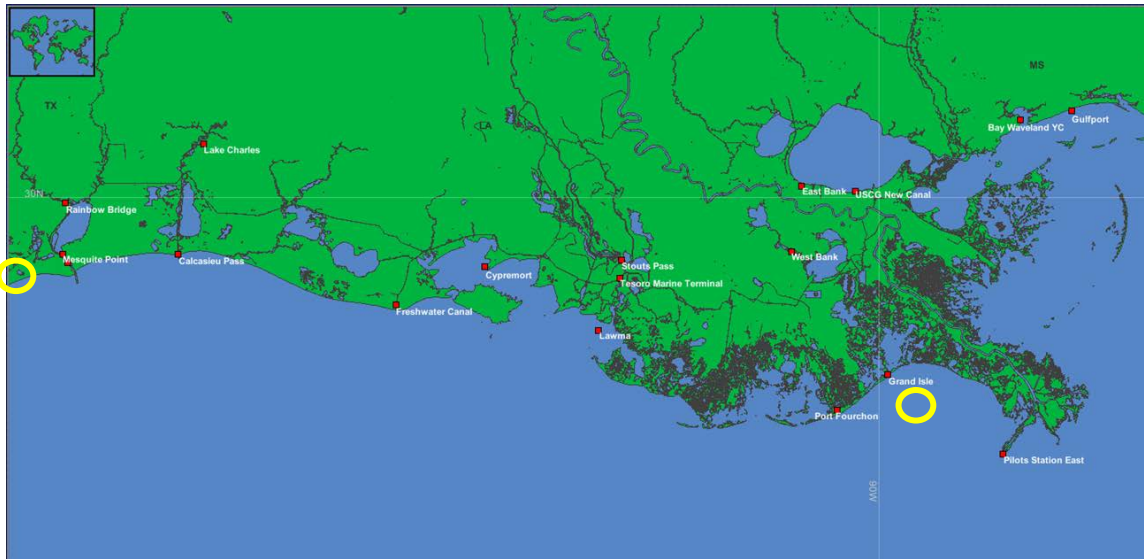 TX
MS
LA
Gulfport
Bay Waveland YC
Lake Charles
30N
East Bank
USCG New Canal
Rainbow Bridge
Mesquite Point
Calcasieu Pass
West Bank
Stouts Pass
Cypremort
Tesoro Marine Terminal
Freshwater Canal
Lawma
Grand Isle
Port Fourchon
Pilots Station East
90W